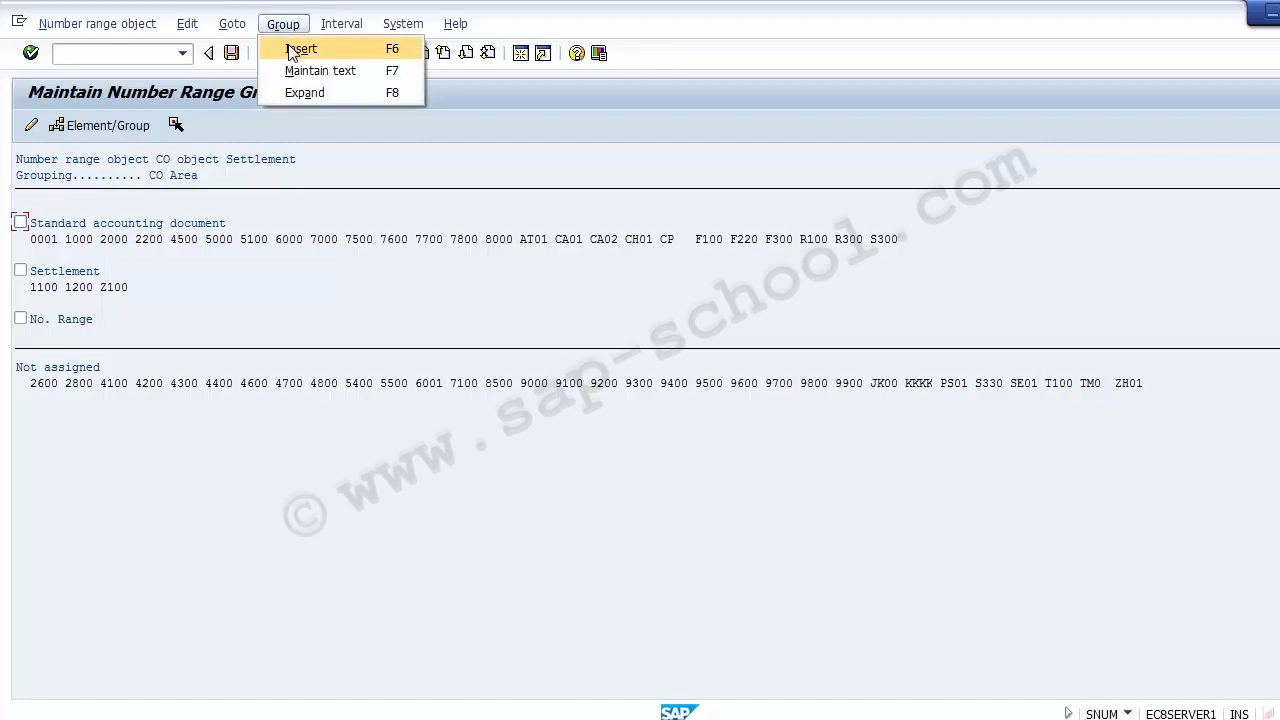 Number range object Edit Goto Group Interval System Help
Insert F6
Maintain text F7
Expand F8
Maintain Number Range Gr
Element/Group
Number range object CO object Settlement
Grouping.......... CO Area
Standard accounting document
0001 1000 2000 2200 4500 5000 5100 6000 7000 7500 7600 7700 7800 8000 AT01 CA01 CA02 CH01 CP F100 F220 F300 R100 R300 S300
Settlement
1100 1200 Z100
No. Range
Not assigned
2600 2800 4100 4200 4300 4400 4600 4700 4800 5400 5500 6001 7100 8500 9000 9100 9200 9300 9400 9500 9600 9700 9800 9900 JK00 KKKK PS01 S330 SE01 T100 TM0 ZH01
© www.sap-school.com
SAP
SNUM EC8SERVER1 INS